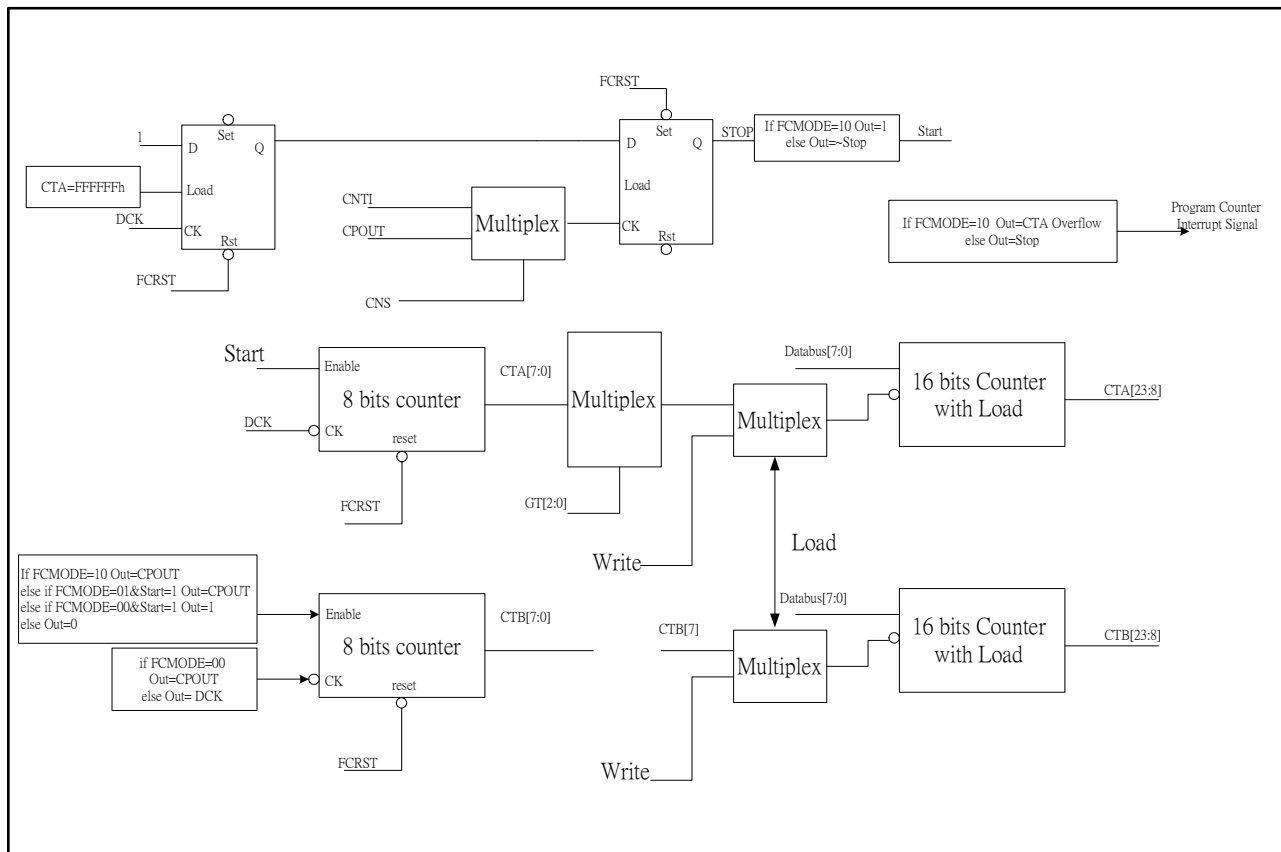 FCRST
Set
1
D
Q
CTA=FFFFFFh
Load
DCK
CK
Rst
FCRST
CNTI
CPOUT
Multiplex
CNS
Set
D
Q
Load
CK
Rst
STOP
If FCMODE=10 Out=1
else Out=~Stop
Start
If FCMODE=10 Out=CTA Overflow
else Out=Stop
Program Counter
Interrupt Signal
Start
Enable
8 bits counter
DCK
CK
reset
FCRST
CTA[7:0]
Multiplex
GT[2:0]
Multiplex
Write
Databus[7:0]
16 bits Counter
with Load
CTA[23:8]
Load
If FCMODE=10 Out=CPOUT
else if FCMODE=01&Start=1 Out=CPOUT
else if FCMODE=00&Start=1 Out=1
else Out=0
if FCMODE=00
Out=CPOUT
else Out= DCK
Enable
8 bits counter
CK
reset
FCRST
CTB[7:0]
CTB[7]
Multiplex
Write
Databus[7:0]
16 bits Counter
with Load
CTB[23:8]